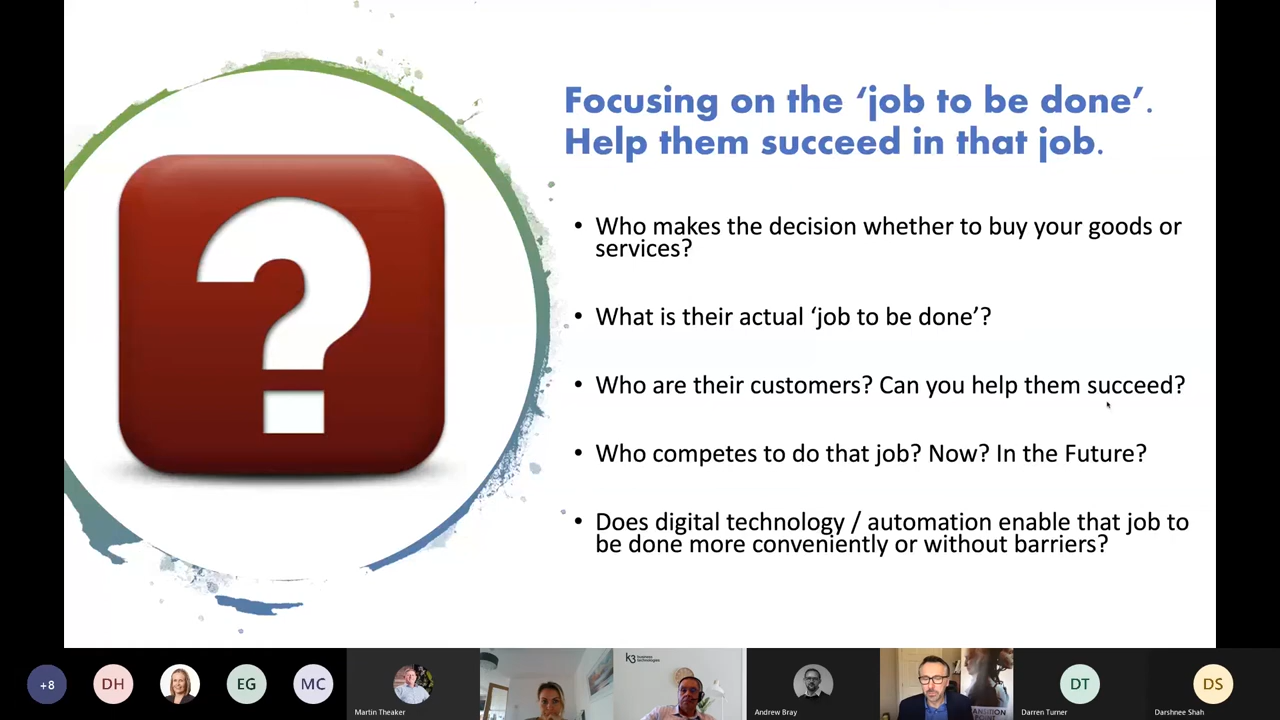 Focusing on the ‘job to be done’.
Help them succeed in that job.
• Who makes the decision whether to buy your goods or
services?
• What is their actual ‘job to be done’?
• Who are their customers? Can you help them succeed?
• Who competes to do that job? Now? In the Future?
• Does digital technology / automation enable that job to
be done more conveniently or without barriers?
?
+8
DH
EG
MC
Martin Theaker
k3 business
technologies
Andrew Bray
DT
Darren Turner
DS
Darshnee Shah